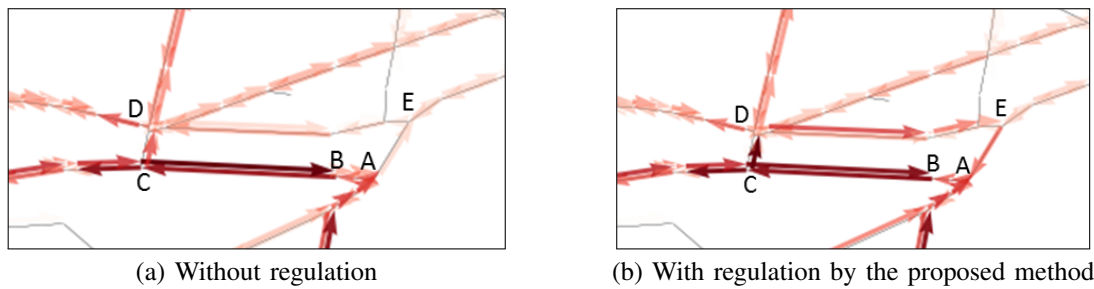 D
E
B
A
C
(a) Without regulation
D
E
B
A
C
(b) With regulation by the proposed method